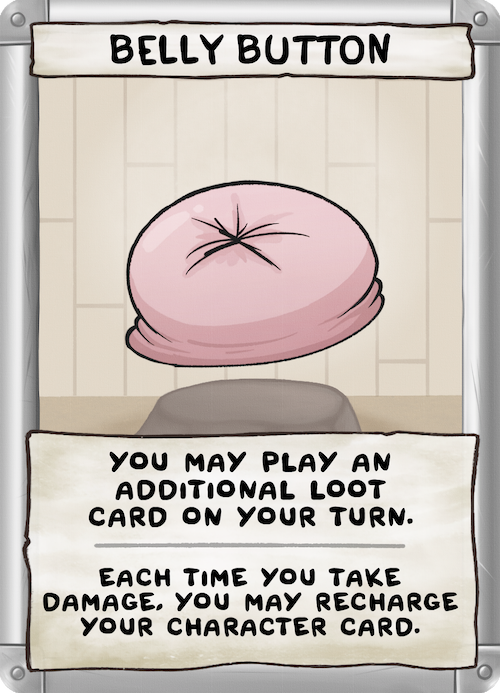 BELLY BUTTON
YOU MAY PLAY AN
ADDITIONAL LOOT
CARD ON YOUR TURN.
EACH TIME YOU TAKE
DAMAGE, YOU MAY RECHARGE
YOUR CHARACTER CARD.